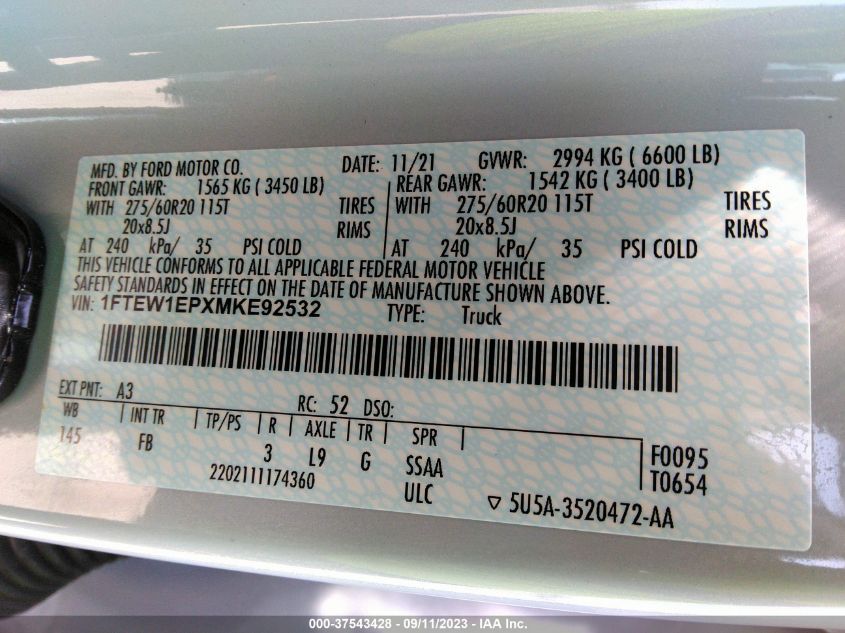 MFD. BY FORD MOTOR CO. DATE: 11/21 GVWR: 2994 KG ( 6600 LB)
FRONT GAWR: 1565 KG ( 3450 LB) REAR GAWR: 1542 KG ( 3400 LB)
WITH 275/60R20 115T TIRES WITH 275/60R20 115T TIRES
20x8.5J RIMS 20x8.5J RIMS
AT 240 kPa/ 35 PSI COLD AT 240 kPa/ 35 PSI COLD
THIS VEHICLE CONFORMS TO ALL APPLICABLE FEDERAL MOTOR VEHICLE
SAFETY STANDARDS IN EFFECT ON THE DATE OF MANUFACTURE SHOWN ABOVE.
VIN: 1FTEW1EPXMKE92532 TYPE: Truck
EXT PNT: A3 RC: 52 DSO:
WB INT TR TP/PS R AXLE TR SPR
145 FB 3 L9 G SSAA F0095
2202111174360 ULC T0654
5U5A-3520472-AA
000-37543428 - 09/11/2023 - IAA Inc.